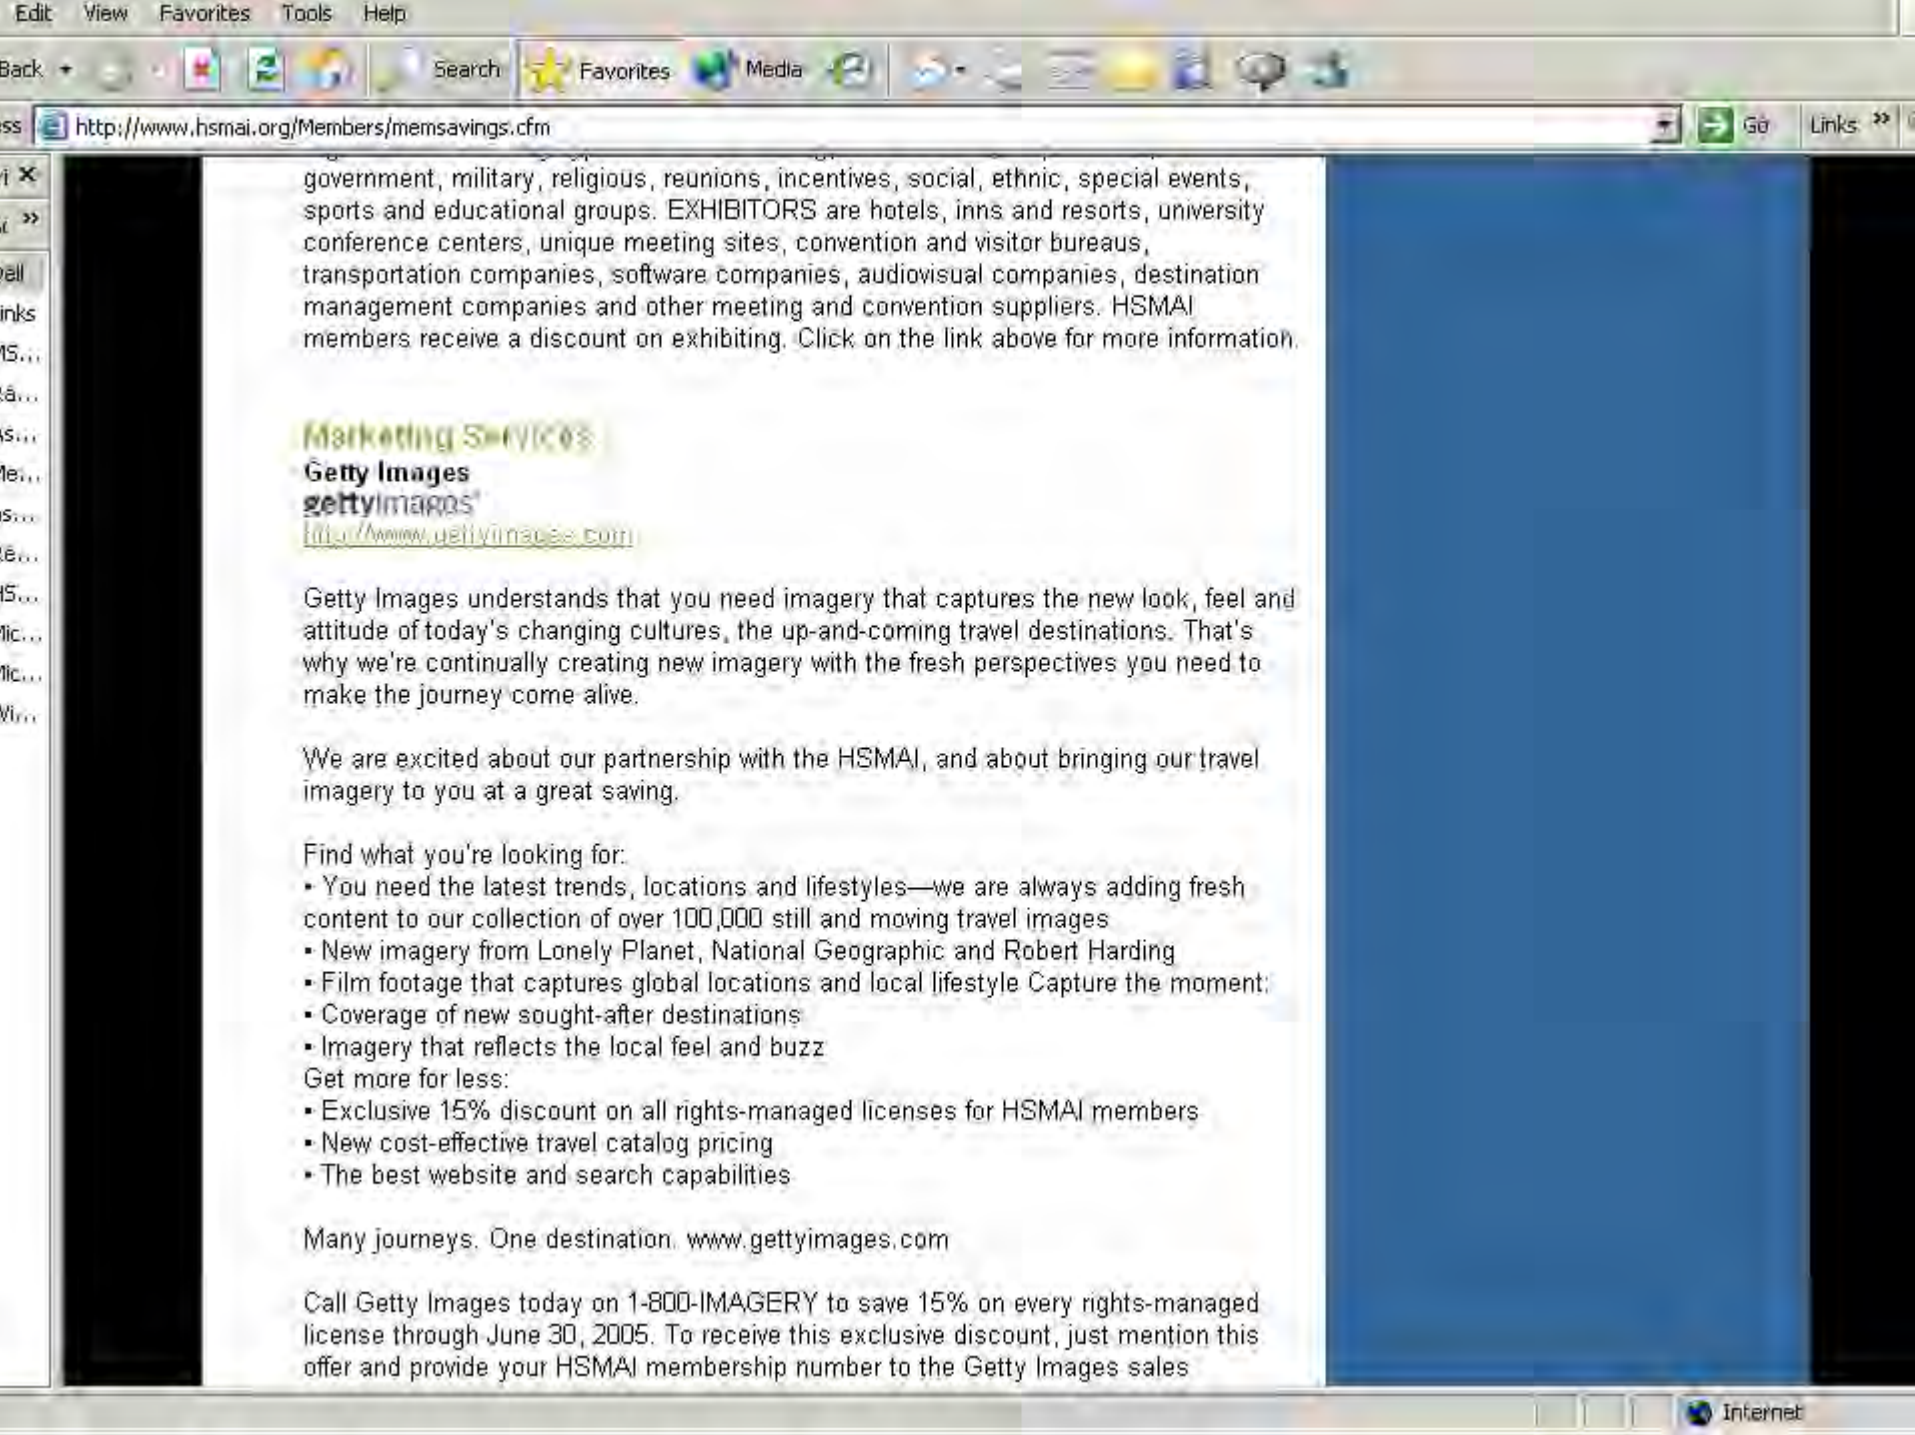 Edit View Favorites Tools Help
Back Search Favorites Media
http://www.hsmai.org/Members/memsavings.cfm Go Links »
government, military, religious, reunions, incentives, social, ethnic, special events,
sports and educational groups. EXHIBITORS are hotels, inns and resorts, university
conference centers, unique meeting sites, convention and visitor bureaus,
transportation companies, software companies, audiovisual companies, destination
management companies and other meeting and convention suppliers. HSMAI
members receive a discount on exhibiting. Click on the link above for more information.
Marketing Services
Getty Images
gettyimages
http://www.gettyimages.com
Getty Images understands that you need imagery that captures the new look, feel and
attitude of today's changing cultures, the up-and-coming travel destinations. That's
why we're continually creating new imagery with the fresh perspectives you need to
make the journey come alive.
We are excited about our partnership with the HSMAI, and about bringing our travel
imagery to you at a great saving.
Find what you're looking for:
• You need the latest trends, locations and lifestyles—we are always adding fresh
content to our collection of over 100,000 still and moving travel images
• New imagery from Lonely Planet, National Geographic and Robert Harding
• Film footage that captures global locations and local lifestyle Capture the moment:
• Coverage of new sought-after destinations
• Imagery that reflects the local feel and buzz
Get more for less:
• Exclusive 15% discount on all rights-managed licenses for HSMAI members
• New cost-effective travel catalog pricing
• The best website and search capabilities
Many journeys. One destination. www.gettyimages.com
Call Getty Images today on 1-800-IMAGERY to save 15% on every rights-managed
license through June 30, 2005. To receive this exclusive discount, just mention this
offer and provide your HSMAI membership number to the Getty Images sales
Internet